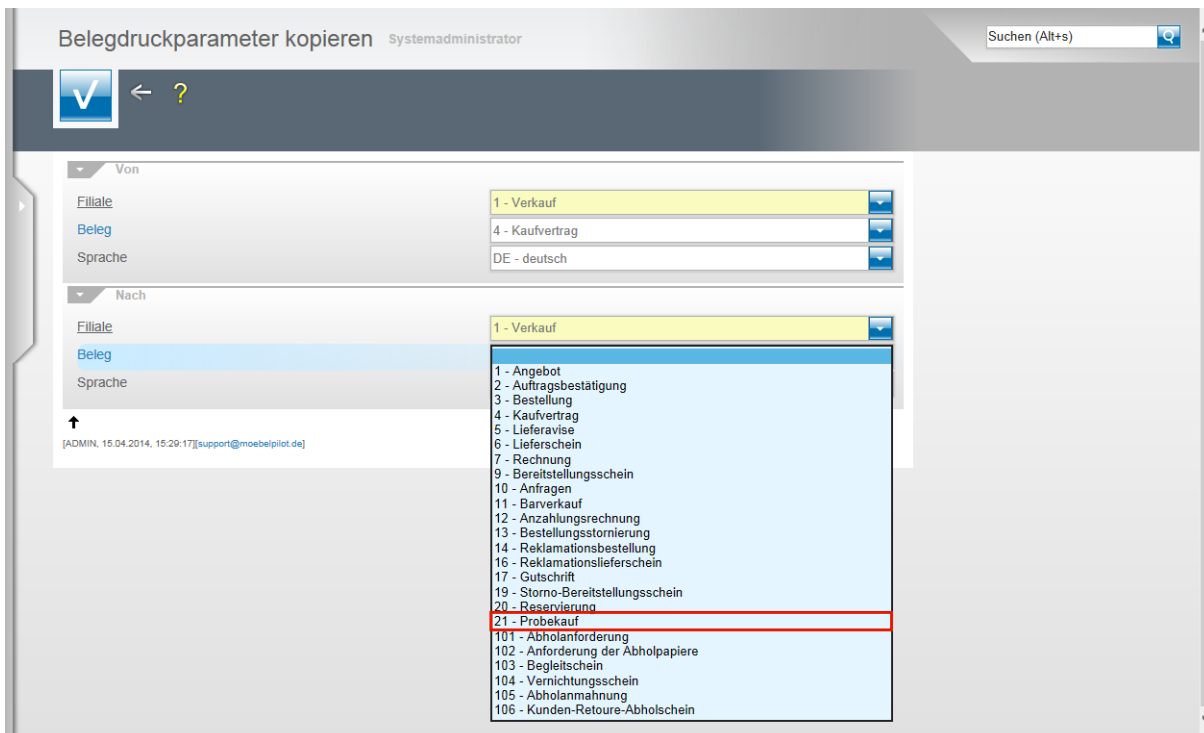 Belegdruckparameter kopieren Systemadministrator
Suchen (Alt+s)
Von
Filiale 1 - Verkauf
Beleg 4 - Kaufvertrag
Sprache DE - deutsch
Nach
Filiale 1 - Verkauf
Beleg
Sprache
1 - Angebot
2 - Auftragsbestätigung
3 - Bestellung
4 - Kaufvertrag
5 - Lieferavise
6 - Lieferschein
7 - Rechnung
9 - Bereitstellungsschein
10 - Anfragen
11 - Barverkauf
12 - Anzahlungsrechnung
13 - Bestellungsstornierung
14 - Reklamationsbestellung
16 - Reklamationslieferschein
17 - Gutschrift
19 - Storno-Bereitstellungsschein
20 - Reservierung
21 - Probekauf
101 - Abholanforderung
102 - Anforderung der Abholpapiere
103 - Begleitschein
104 - Vernichtungsschein
105 - Abholmahnung
106 - Kunden-Retoure-Abholschein
[ADMIN, 15.04.2014, 15:29:17][support@moebelpilot.de]